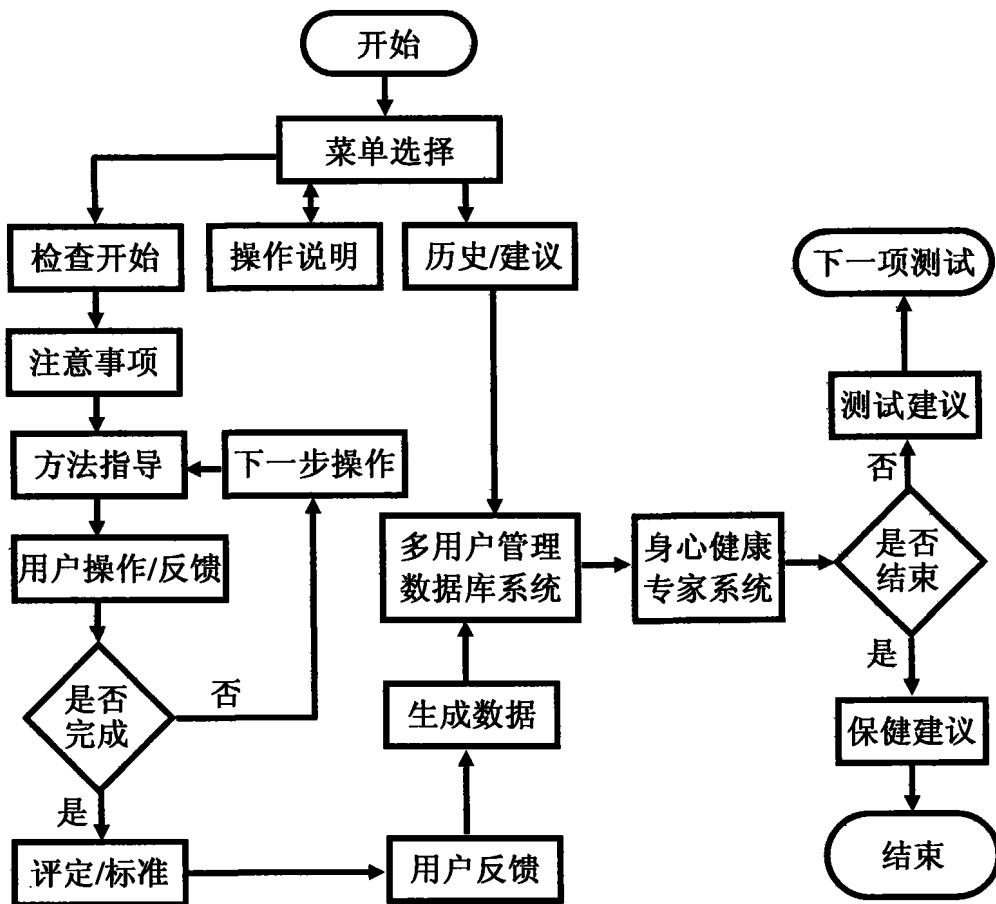 开始
菜单选择
检查开始
操作说明
历史/建议
下一项测试
注意事项
测试建议
方法指导
下一步操作
否
用户操作/反馈
多用户管理
数据库系统
身心健康
专家系统
是否
结束
是否
完成
否
是
生成数据
保健建议
是
评定/标准
用户反馈
结束